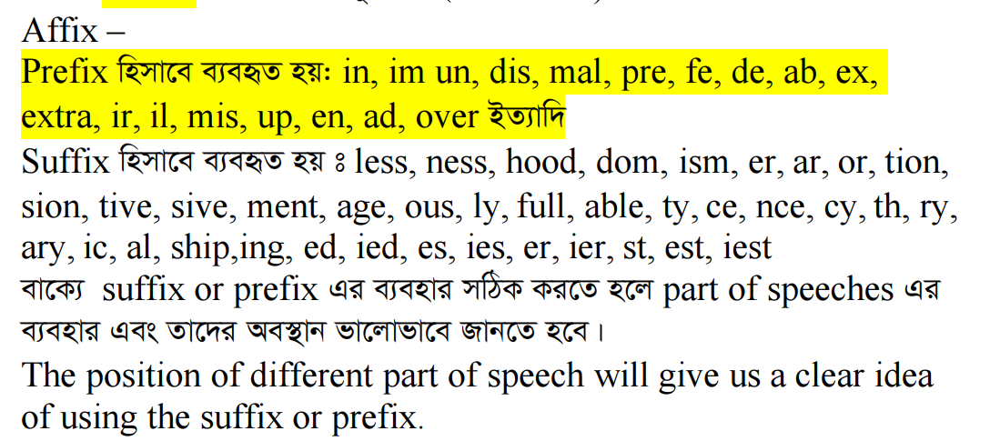 Affix –
Prefix হিসাবে ব্যবহৃত হয়ঃ in, im un, dis, mal, pre, fe, de, ab, ex,
extra, ir, il, mis, up, en, ad, over ইত্যাদি
Suffix হিসাবে ব্যবহৃত হয় ঃ less, ness, hood, dom, ism, er, ar, or, tion,
sion, tive, sive, ment, age, ous, ly, full, able, ty, ce, nce, cy, th, ry,
ary, ic, al, ship,ing, ed, ied, es, ies, er, ier, st, est, iest
বাক্যে suffix or prefix এর ব্যবহার সঠিক করতে হলে part of speeches এর
ব্যবহার এবং তাদের অবস্থান ভালোভাবে জানতে হবে।
The position of different part of speech will give us a clear idea
of using the suffix or prefix.